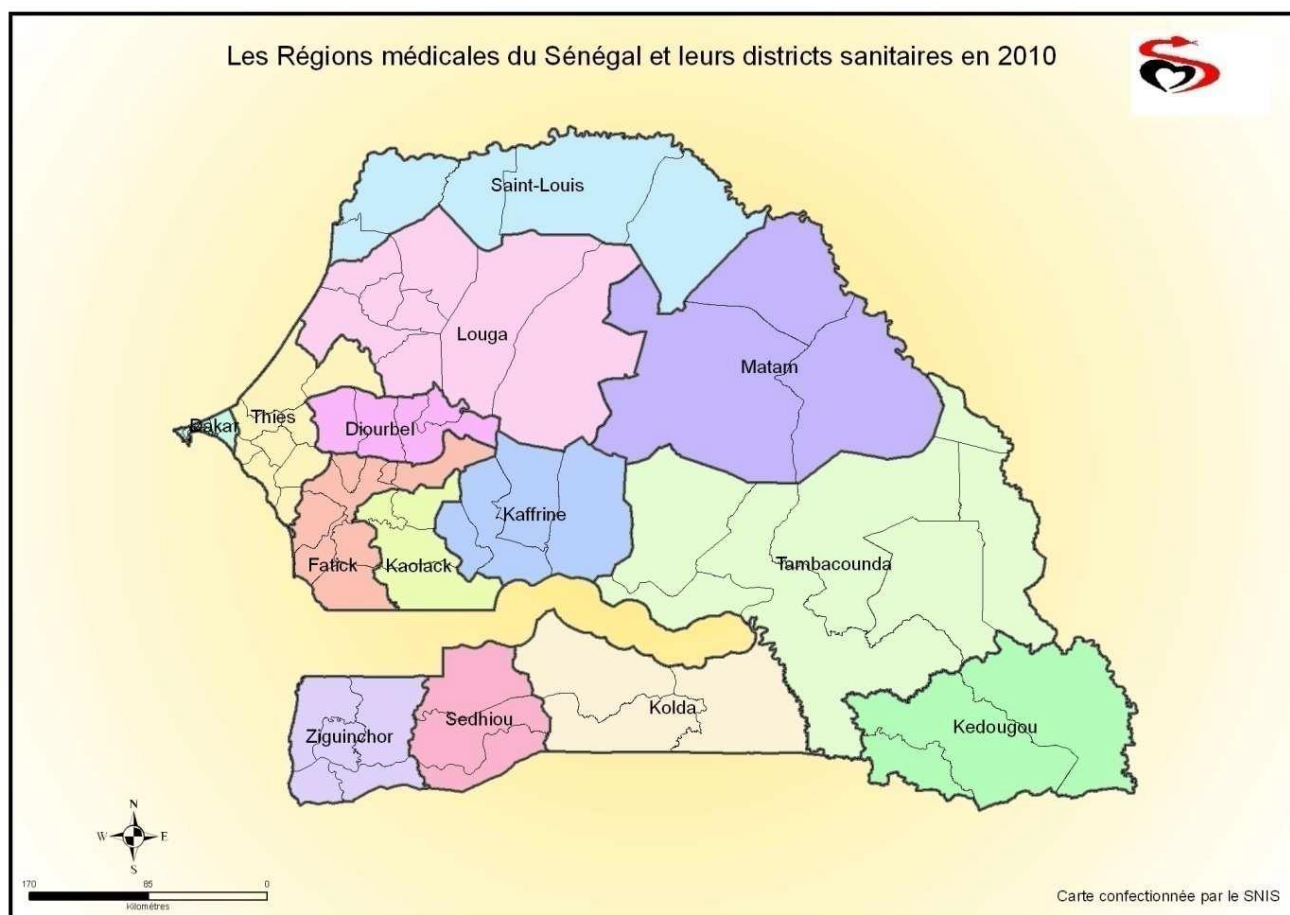 Les Régions médicales du Sénégal et leurs districts sanitaires en 2010
Saint-Louis
Louga
Matam
Dakar
Thies
Diourbel
Kaffrine
Fatick
Kaolack
Tambacounda
Ziguinchor
Sedhiou
Kolda
Kedougou
N
W
E
S
170
85
0
Kilomètres
Carte confectionnée par le SNIS